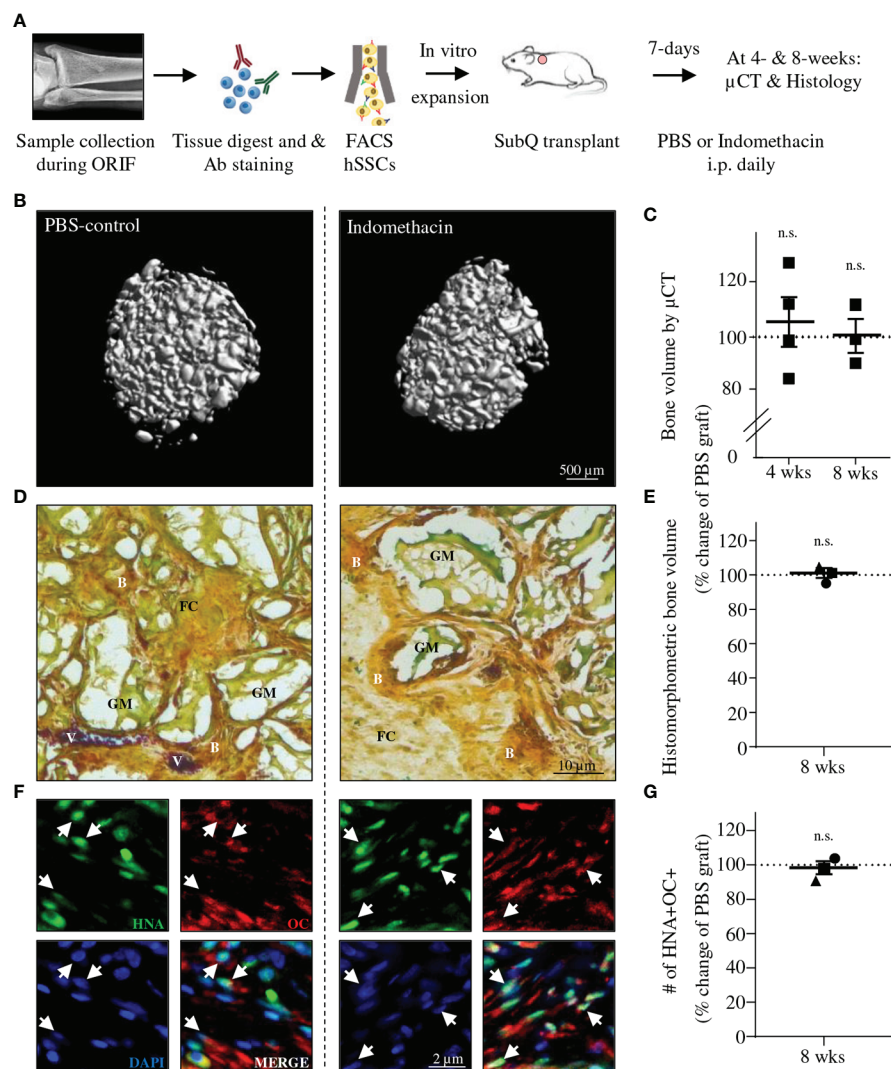 A
Sample collection
during ORIF
Tissue digest and &
Ab staining
FACS
hSSCs
In vitro
expansion
SubQ transplant
7-days
PBS or Indomethacin
i.p. daily
At 4- & 8-weeks:
µCT & Histology
B
PBS-control
Indomethacin
500 µm
C
Bone volume by µCT
(% change of PBS graft)
n.s.
n.s.
120
100
80
0
4 wks
8 wks
D
B
FC
GM
GM
V
B
V
B
GM
GM
B
FC
B
10 µm
E
Histomorphometric bone volume
n.s.
120
100
80
60
40
20
0
8 wks
F
HNA
OC
DAPI
MERGE
2 µm
G
# of HNA+OC+
(% change of PBS graft)
n.s.
120
100
80
60
40
20
0
8 wks